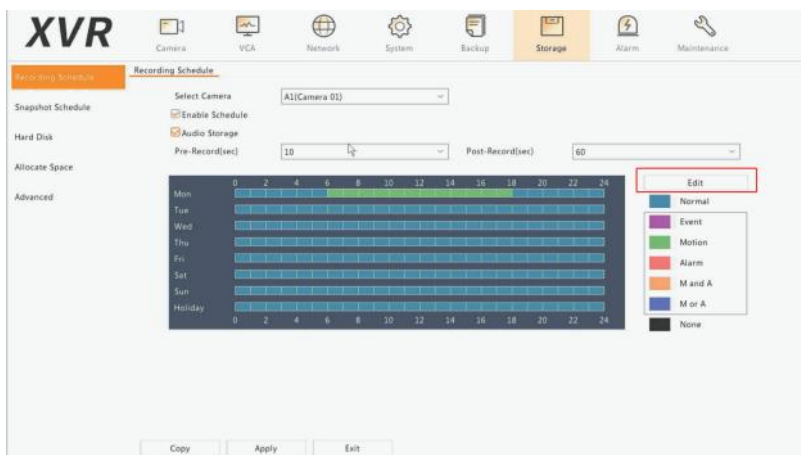 XVR
Camera VCA Network System Backup Storage Alarm Maintenance
Recording Schedule
Recording Schedule
Snapshot Schedule
Hard Disk
Allocate Space
Advanced
Select Camera A1(Camera 01)
Enable Schedule
Audio Storage
Pre-Record(sec) 10 Post-Record(sec) 60
Edit
0 2 4 6 8 10 12 14 16 18 20 22 24
Mon
Tue
Wed
Thu
Fri
Sat
Sun
Holiday
0 2 4 6 8 10 12 14 16 18 20 22 24
Normal
Event
Motion
Alarm
M and A
M or A
None
Copy Apply Exit